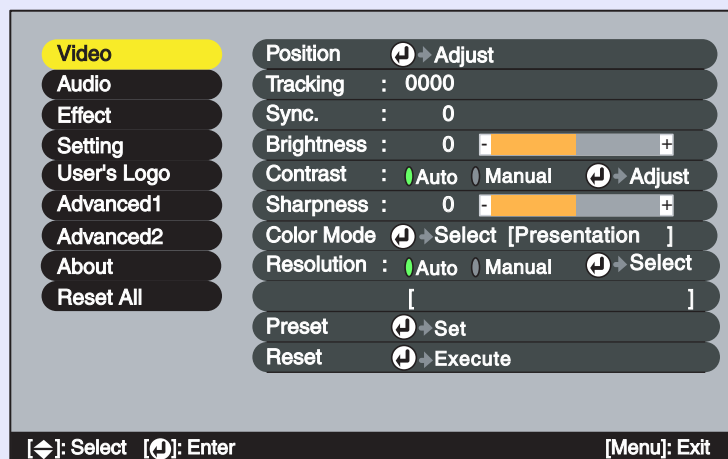 Video
Audio
Effect
Setting
User's Logo
Advanced1
Advanced2
About
Reset All
Position Adjust
Tracking : 0000
Sync. : 0
Brightness : 0 - +
Contrast : Auto Manual Adjust
Sharpness : 0 - +
Color Mode Select [Presentation ]
Resolution : Auto Manual Select
[ ]
Preset Set
Reset Execute
[ ]: Select [ ]: Enter [Menu]: Exit